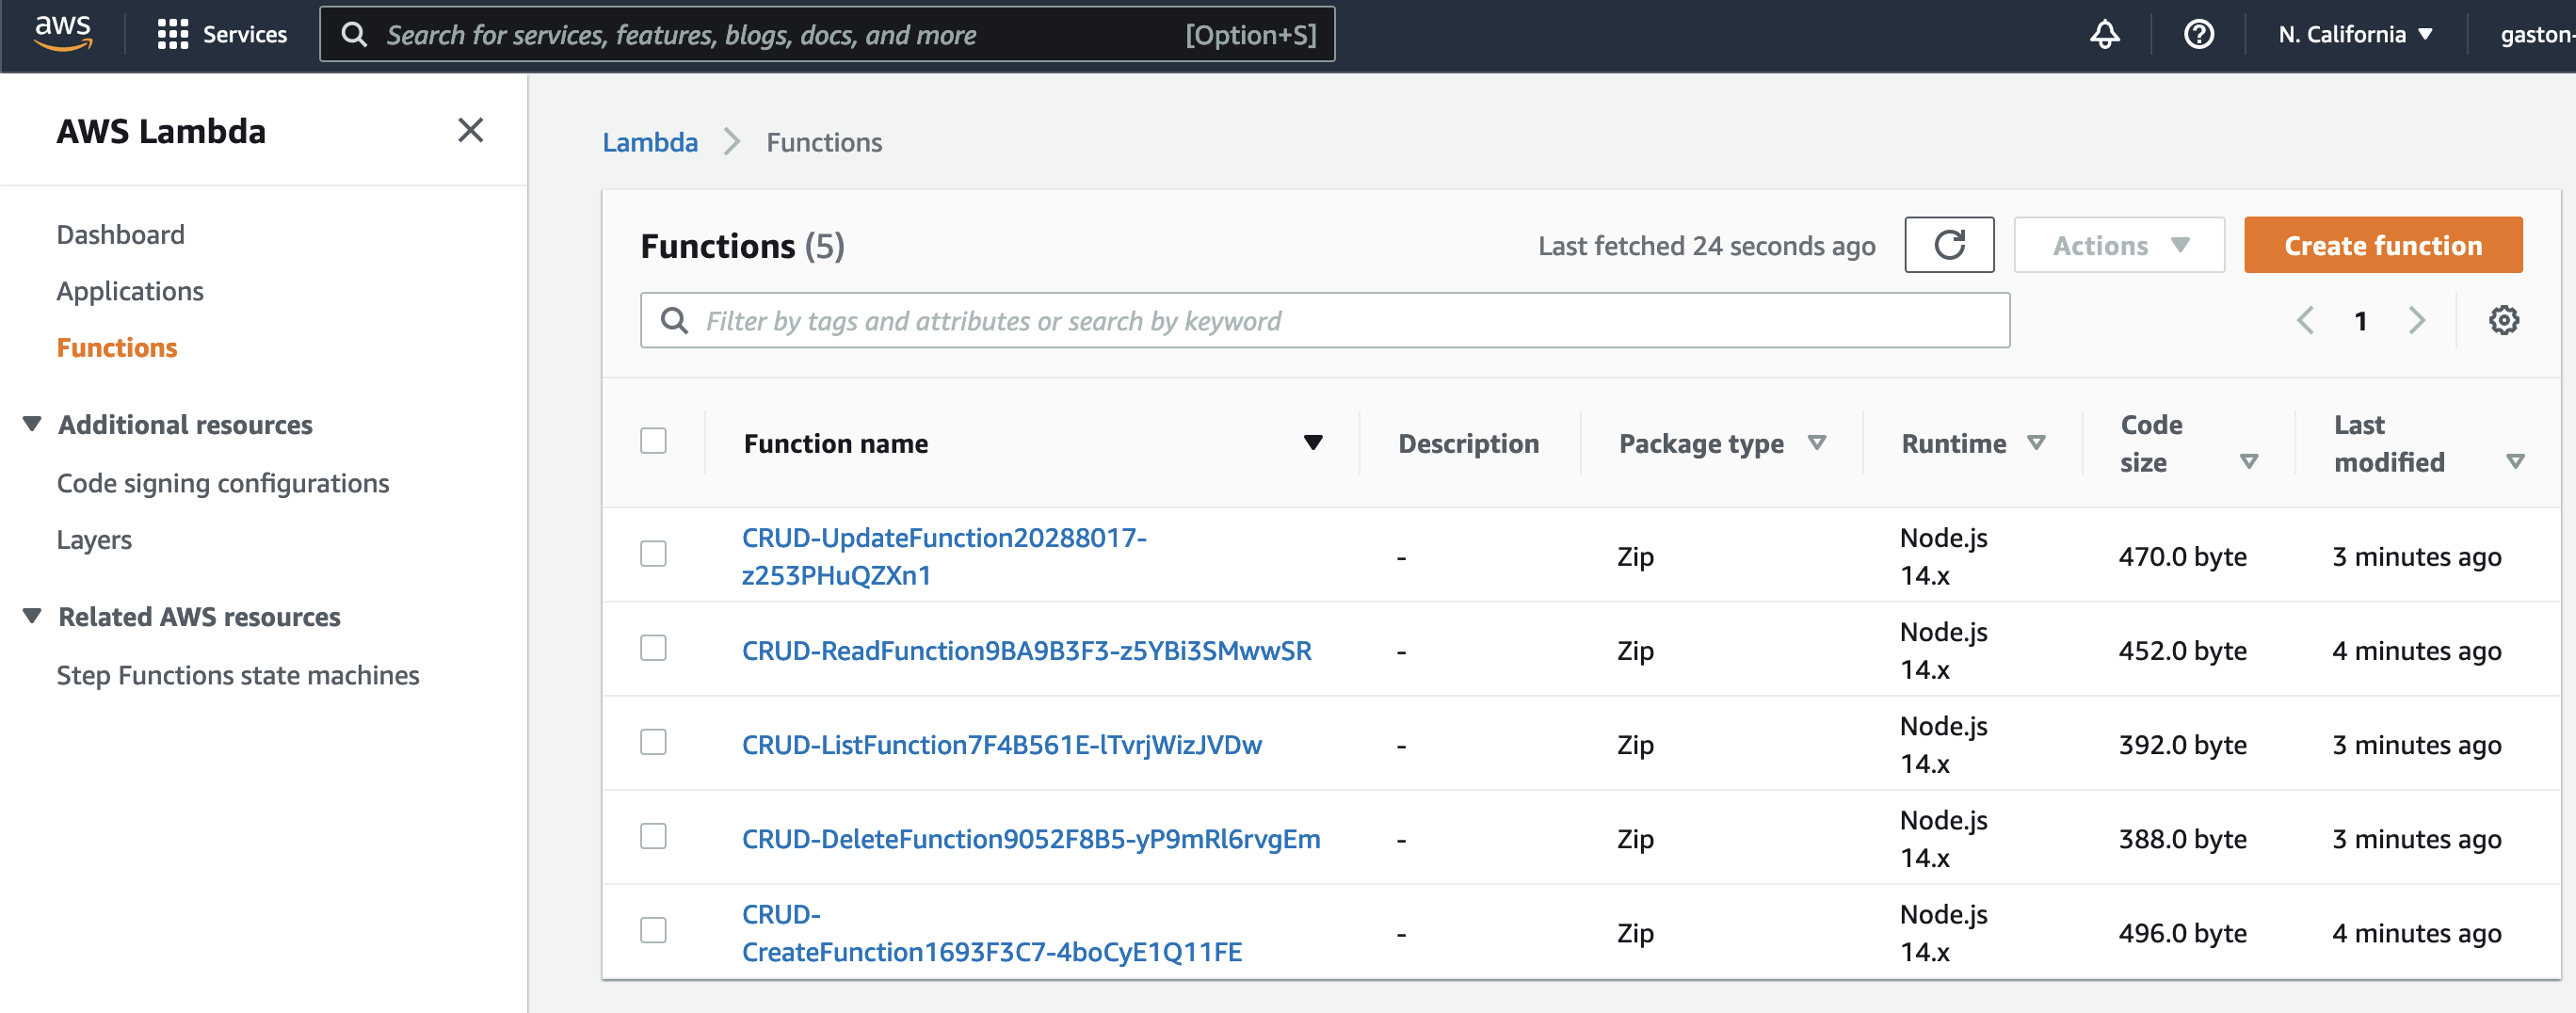 aws
Services
Search for services, features, blogs, docs, and more
[Option+S]
N. California
gaston-
AWS Lambda
Dashboard
Applications
Functions
Additional resources
Code signing configurations
Layers
Related AWS resources
Step Functions state machines
Lambda
Functions
Functions (5)
Last fetched 24 seconds ago
Actions
Create function
Filter by tags and attributes or search by keyword
1
Function name
Description
Package type
Runtime
Code
size
Last
modified
CRUD-UpdateFunction20288017-
z253PHuQZXn1
-
Zip
Node.js
14.x
470.0 byte
3 minutes ago
CRUD-ReadFunction9BA9B3F3-z5YBi3SMwwSR
-
Zip
Node.js
14.x
452.0 byte
4 minutes ago
CRUD-ListFunction7F4B561E-lTvrjWizJVDw
-
Zip
Node.js
14.x
392.0 byte
3 minutes ago
CRUD-DeleteFunction9052F8B5-yP9mRl6rvgEm
-
Zip
Node.js
14.x
388.0 byte
3 minutes ago
CRUD-
CreateFunction1693F3C7-4boCyE1Q11FE
-
Zip
Node.js
14.x
496.0 byte
4 minutes ago